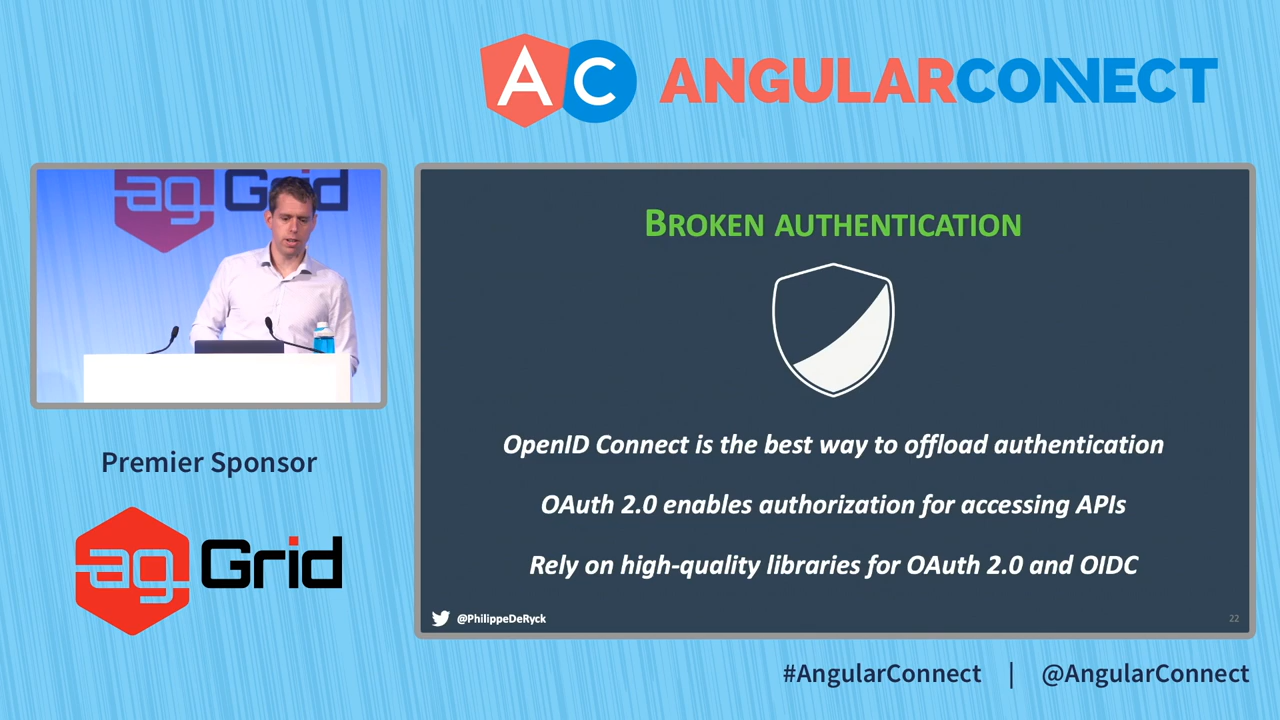 AC ANGULARCONNECT
ag Grid
BROKEN AUTHENTICATION
OpenID Connect is the best way to offload authentication
OAuth 2.0 enables authorization for accessing APIs
Rely on high-quality libraries for OAuth 2.0 and OIDC
@PhilippeDeRyck
22
Premier Sponsor
ag Grid
#AngularConnect | @AngularConnect